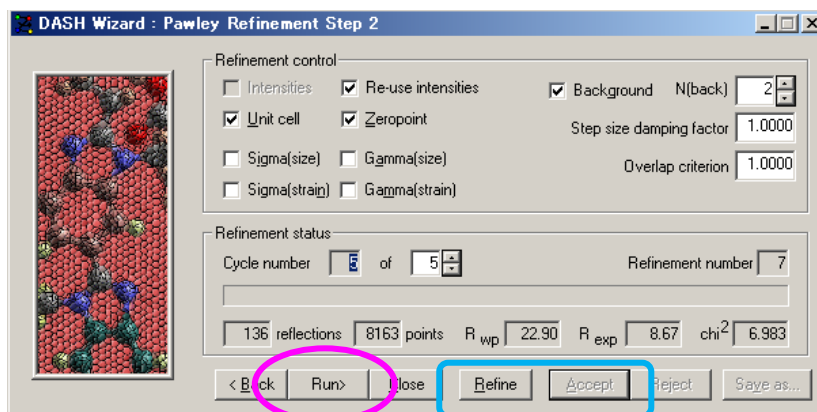 DASH Wizard : Pawley Refinement Step 2
Refinement control
Intensities Re-use intensities Background N(back) 2
Unit cell Zeropoint Step size damping factor 1.0000
Sigma(size) Gamma(size) Overlap criterion 1.0000
Sigma(strain) Gamma(strain)
Refinement status
Cycle number 5 of 5 Refinement number 7
136 reflections 8163 points R wp 22.90 R exp 8.67 chi2 6.983
< Back Run> Close Refine Accept Reject Save as...